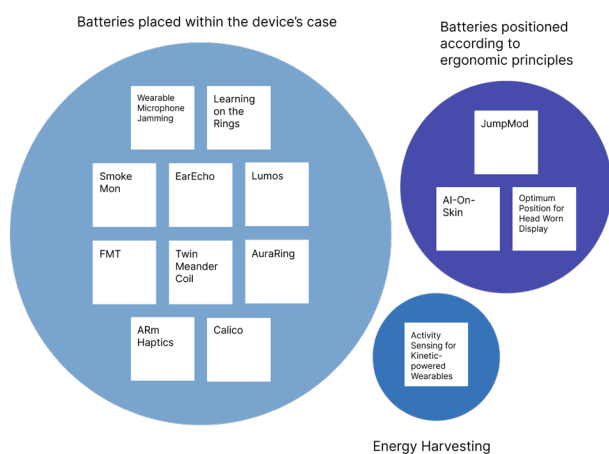 Batteries placed within the device's case
Batteries positioned
according to
ergonomic principles
Wearable
Microphone
Jamming
Learning
on the
Rings
Smoke
Mon
EarEcho
Lumos
FMT
Twin
Meander
Coil
AuraRing
ARm
Haptics
Calico
JumpMod
AI-On-
Skin
Optimum
Position for
Head Worn
Display
Activity
Sensing for
Kinetic-
powered
Wearables
Energy Harvesting